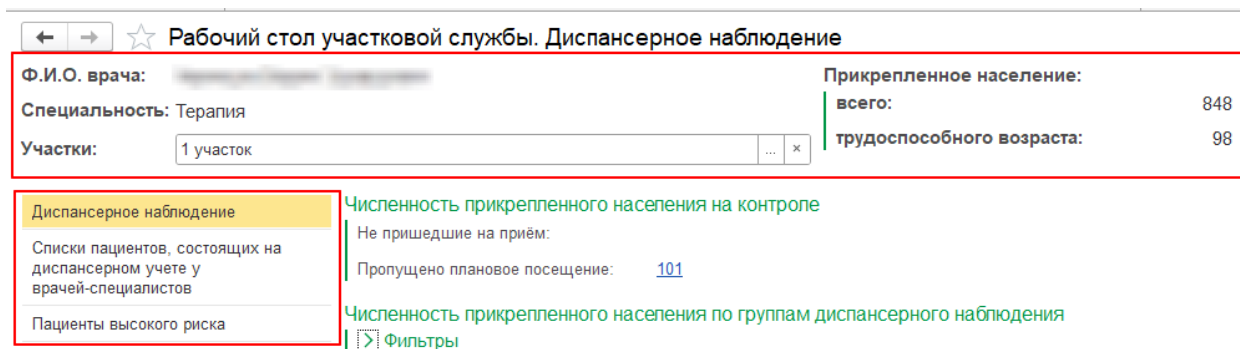 Рабочий стол участковой службы. Диспансерное наблюдение
Ф.И.О. врача:
Специальность: Терапия
Участки: 1 участок ... ×
Прикрепленное население:
всего: 848
трудоспособного возраста: 98
Диспансерное наблюдение
Списки пациентов, состоящих на
диспансерном учете у
врачей-специалистов
Пациенты высокого риска
Численность прикрепленного населения на контроле
Не пришедшие на приём:
Пропущено плановое посещение: 101
Численность прикрепленного населения по группам диспансерного наблюдения
Фильтры